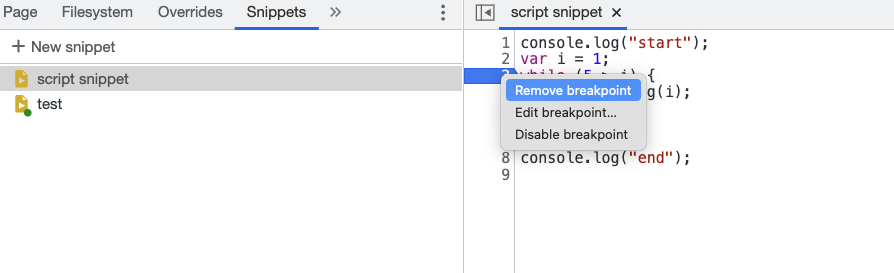 Page Filesystem Overrides Snippets »
+ New snippet
script snippet
test
script snippet ×
1 console.log("start");
2 var i = 1;
3 while (5 > i) {
Remove breakpoint g(i);
Edit breakpoint...
Disable breakpoint
8 console.log("end");
9